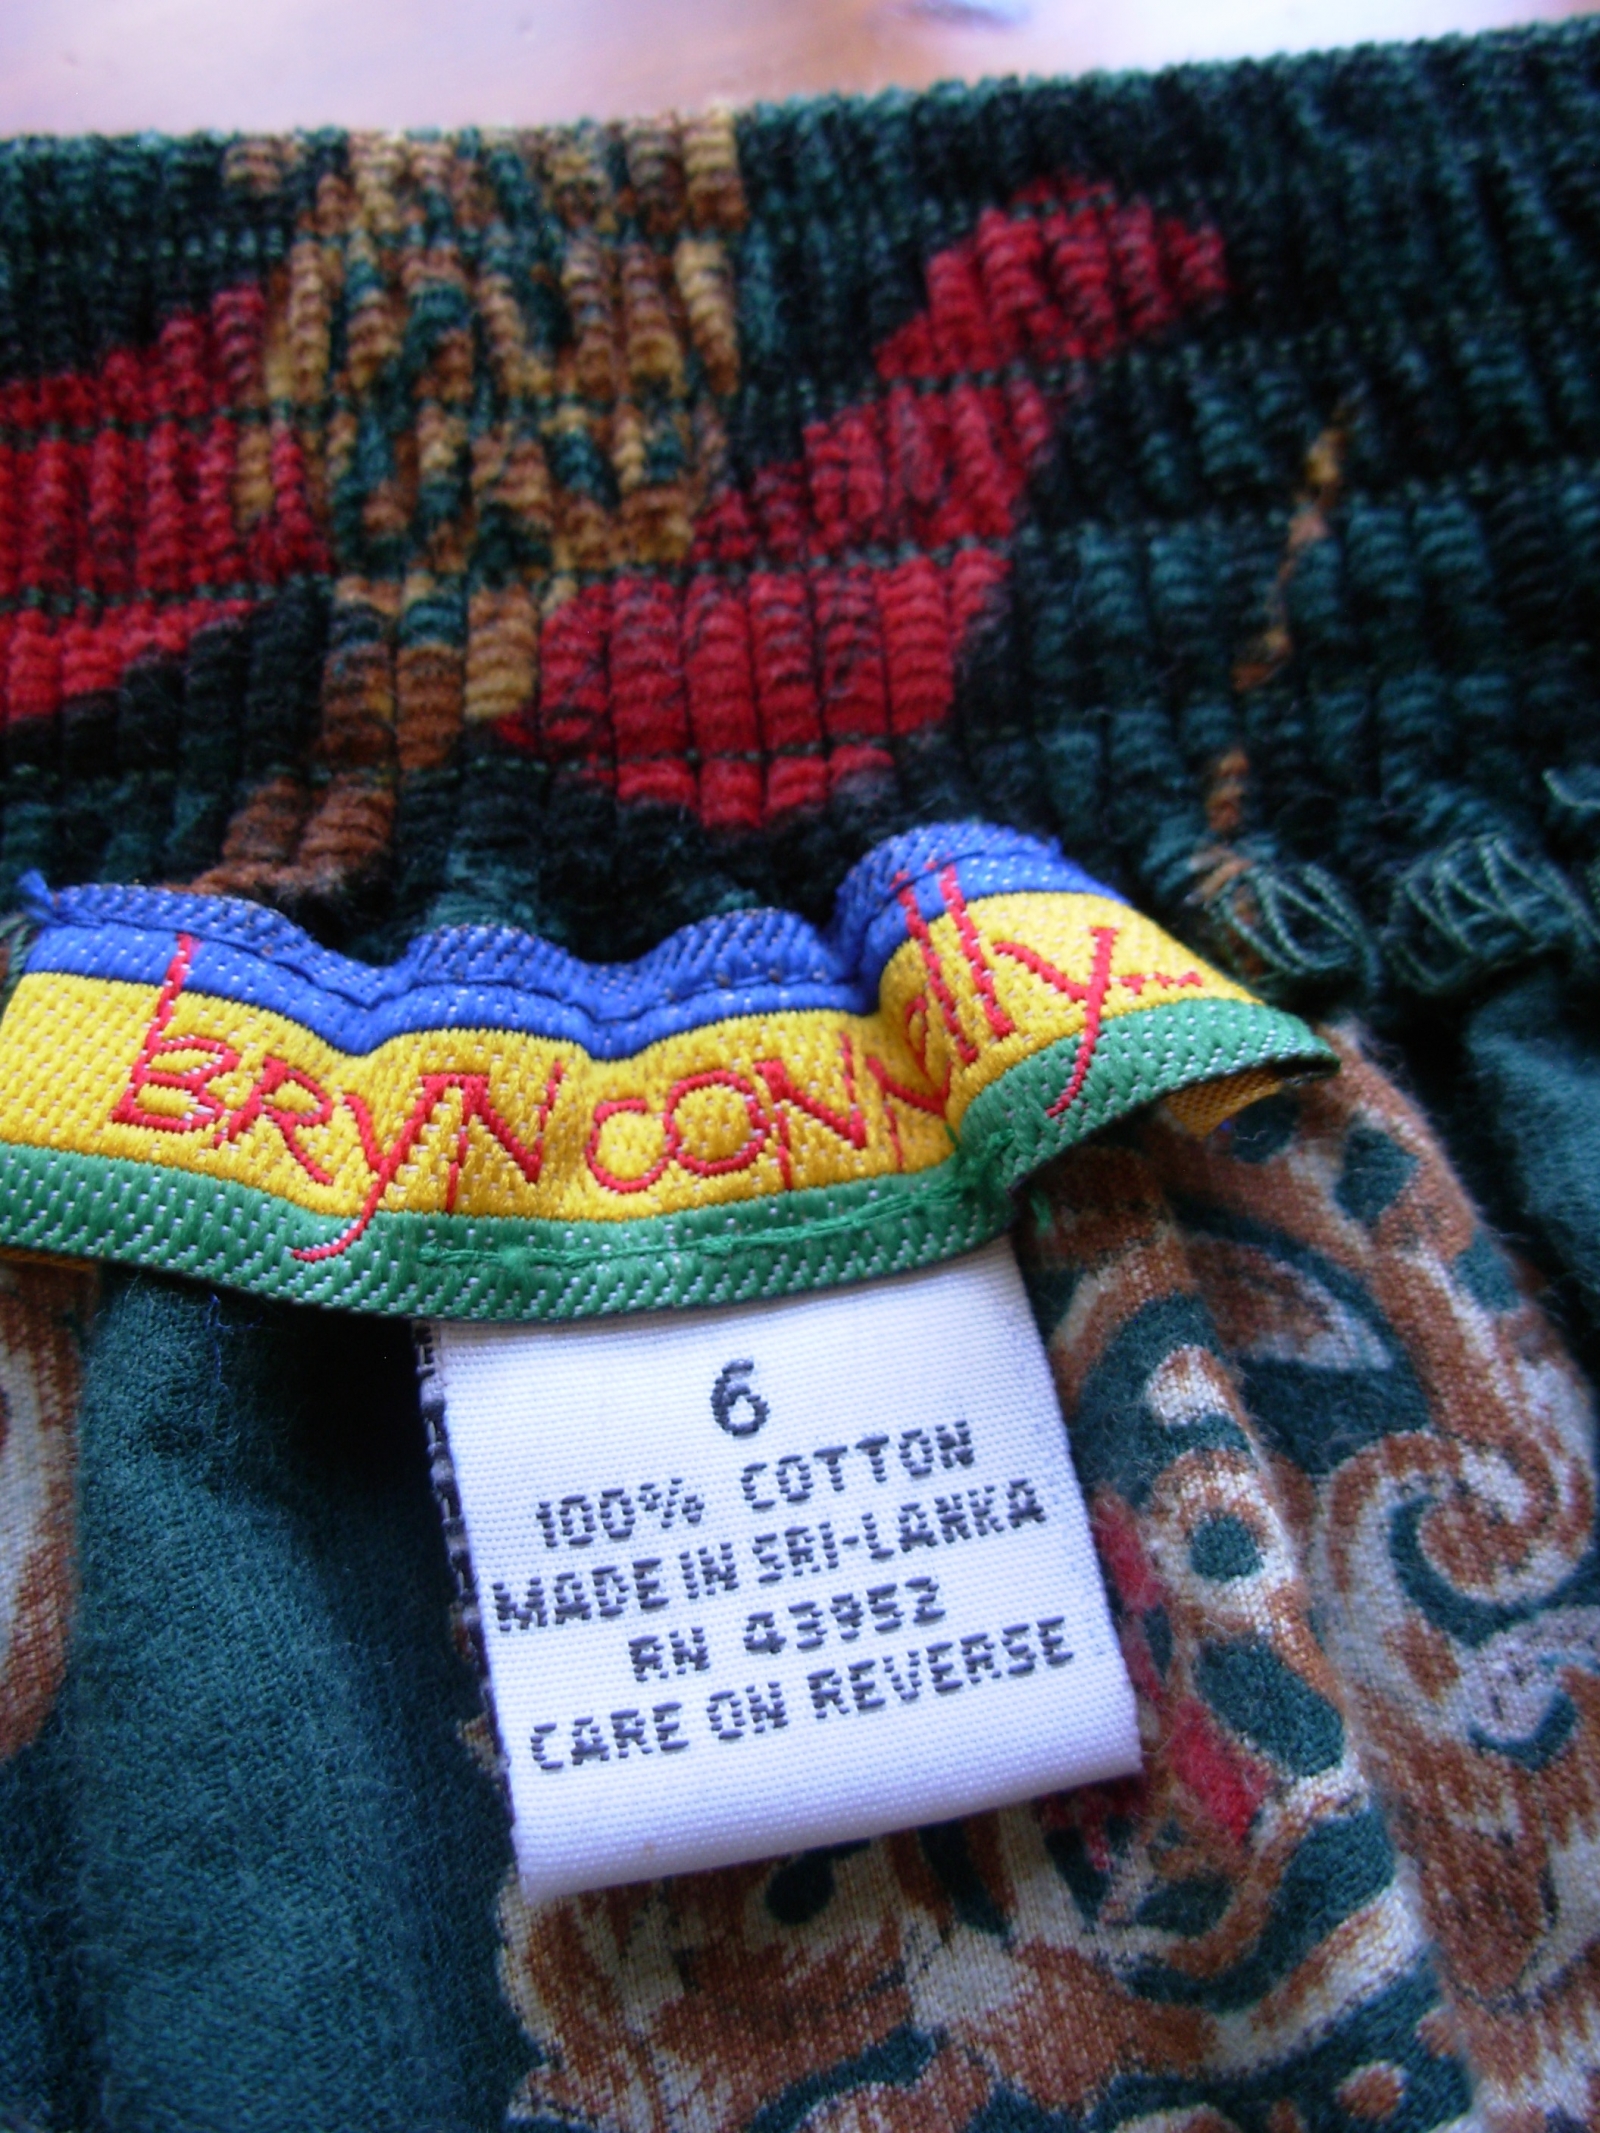 BRYN CONNELLY...
6
100% COTTON
MADE IN SRI-LANKA
RN 43952
CARE ON REVERSE